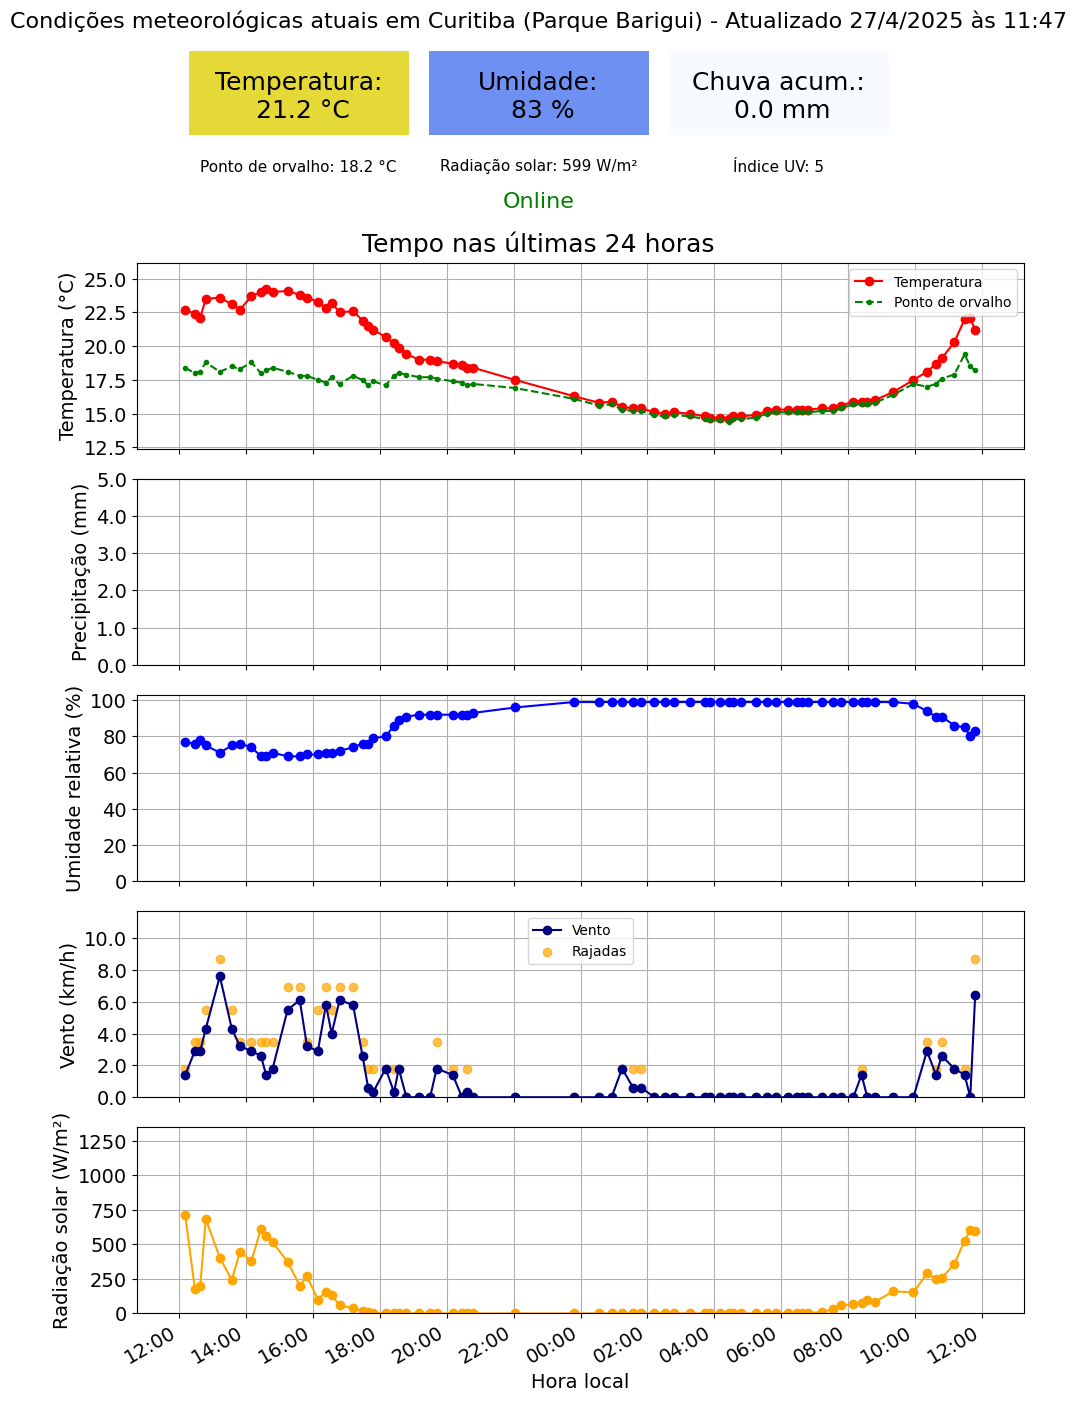 Condições meteorológicas atuais em Curitiba (Parque Barigui) - Atualizado 27/4/2025 às 11:47
Temperatura:
21.2 °C
Umidade:
83 %
Chuva acum.:
0.0 mm
Ponto de orvalho: 18.2 °C
Radiação solar: 599 W/m²
Índice UV: 5
Online
Tempo nas últimas 24 horas
Temperatura (°C)
25.0
22.5
20.0
17.5
15.0
12.5
Temperatura
Ponto de orvalho
Precipitação (mm)
5.0
4.0
3.0
2.0
1.0
0.0
Umidade relativa (%)
100
80
60
40
20
0
Vento (km/h)
10.0
8.0
6.0
4.0
2.0
0.0
Vento
Rajadas
Radiação solar (W/m²)
1250
1000
750
500
250
0
12:00
14:00
16:00
18:00
20:00
22:00
00:00
02:00
04:00
06:00
08:00
10:00
12:00
Hora local